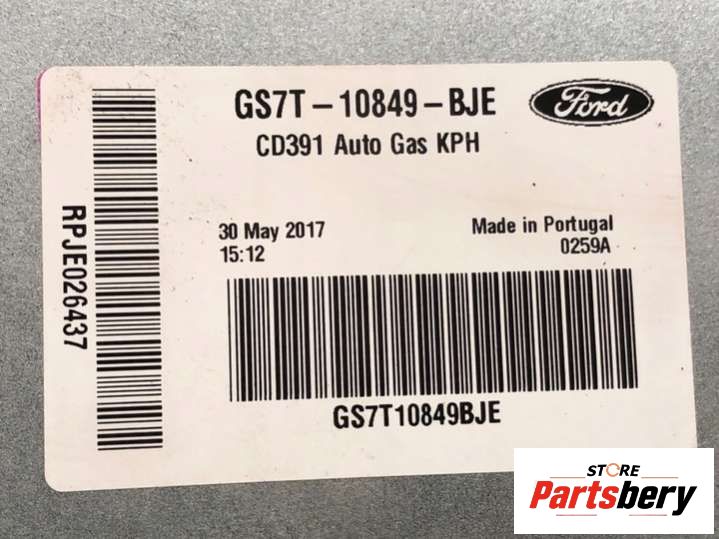 GS7T-10849-BJE
Ford
CD391 Auto Gas KPH
30 May 2017
15:12
Made in Portugal
0259A
RPJE026437
GS7T10849BJE
STORE
Partsbery